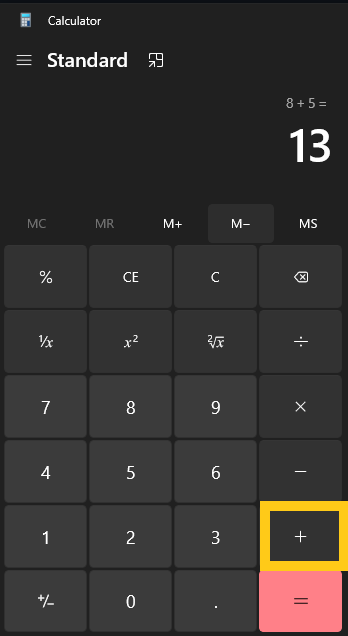 Calculator
Standard
8 + 5 =
13
MC MR M+ M− MS
% CE C
¹/x x² ²√x ÷
7 8 9 ×
4 5 6 −
1 2 3 +
+/− 0 . =